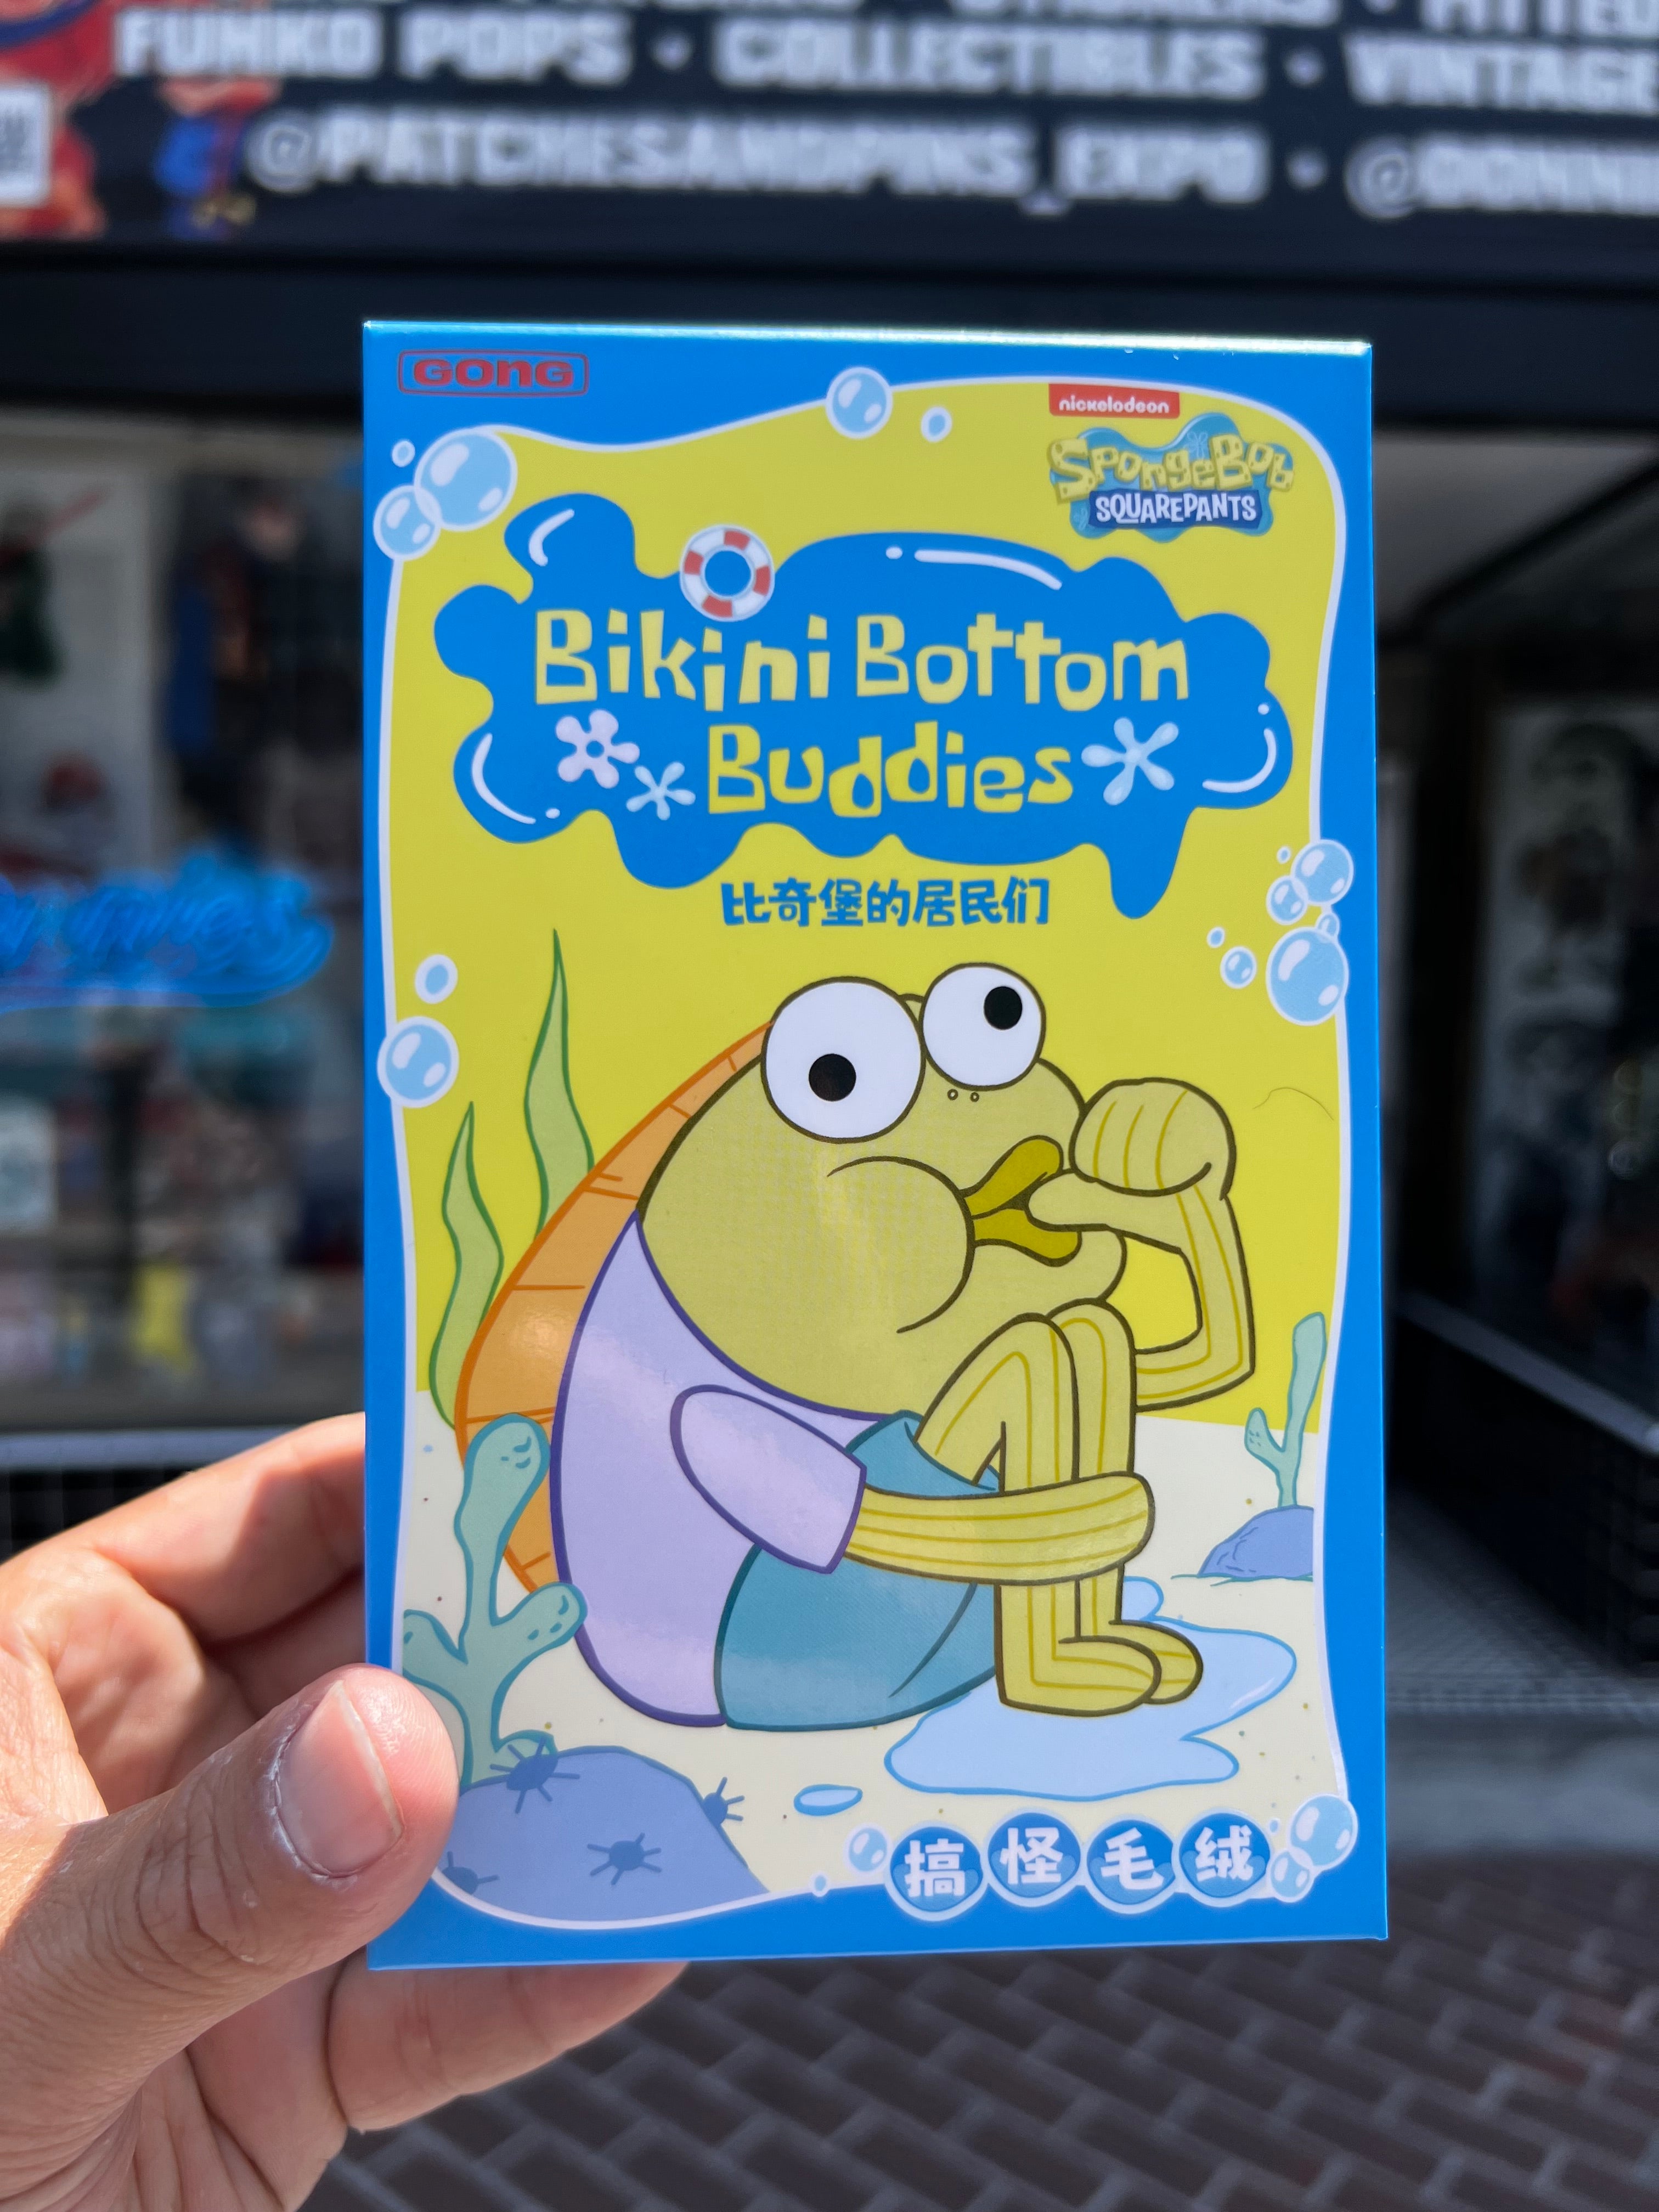 FUNKO POPS • COLLECTIBLES • VINTAGE
@PATCHESANDPINS_EXPO •
GONG
nickelodeon
SpongeBob
SQUAREPANTS
Bikini Bottom
Buddies
比奇堡的居民们
搞怪毛绒